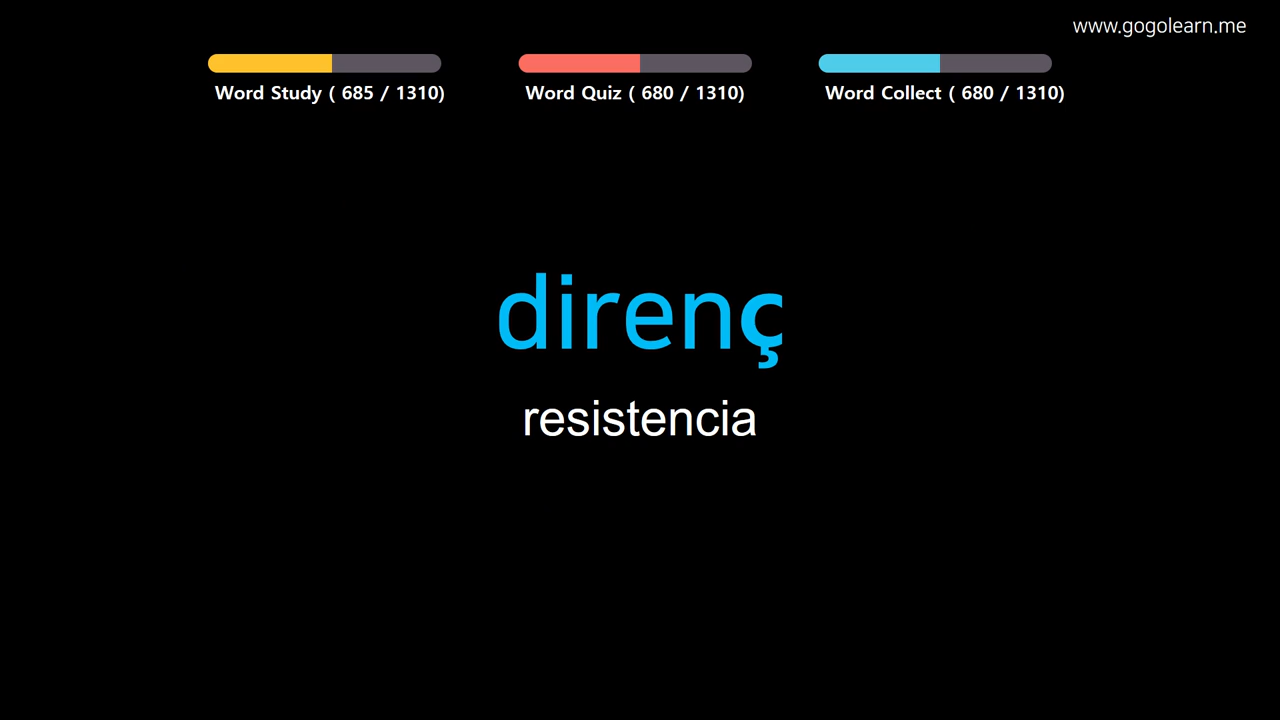 www.gogolearn.me
Word Study ( 685 / 1310)
Word Quiz ( 680 / 1310)
Word Collect ( 680 / 1310)
direnç
resistencia